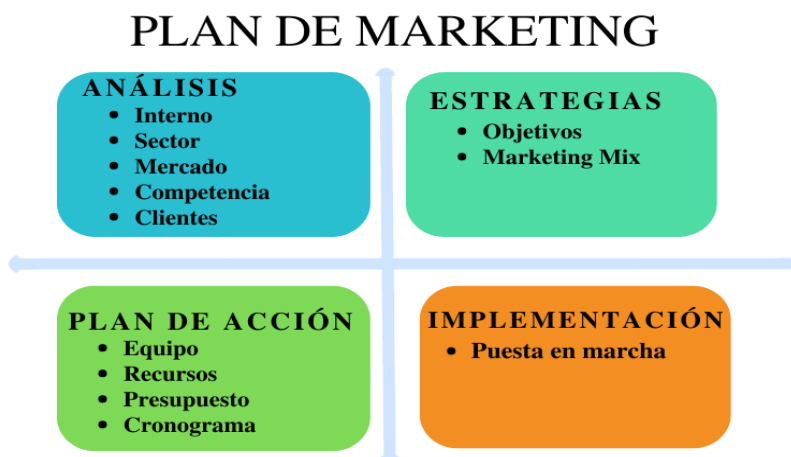 PLAN DE MARKETING
ANÁLISIS
• Interno
• Sector
• Mercado
• Competencia
• Clientes
ESTRATEGIAS
• Objetivos
• Marketing Mix
PLAN DE ACCIÓN
• Equipo
• Recursos
• Presupuesto
• Cronograma
IMPLEMENTACIÓN
• Puesta en marcha